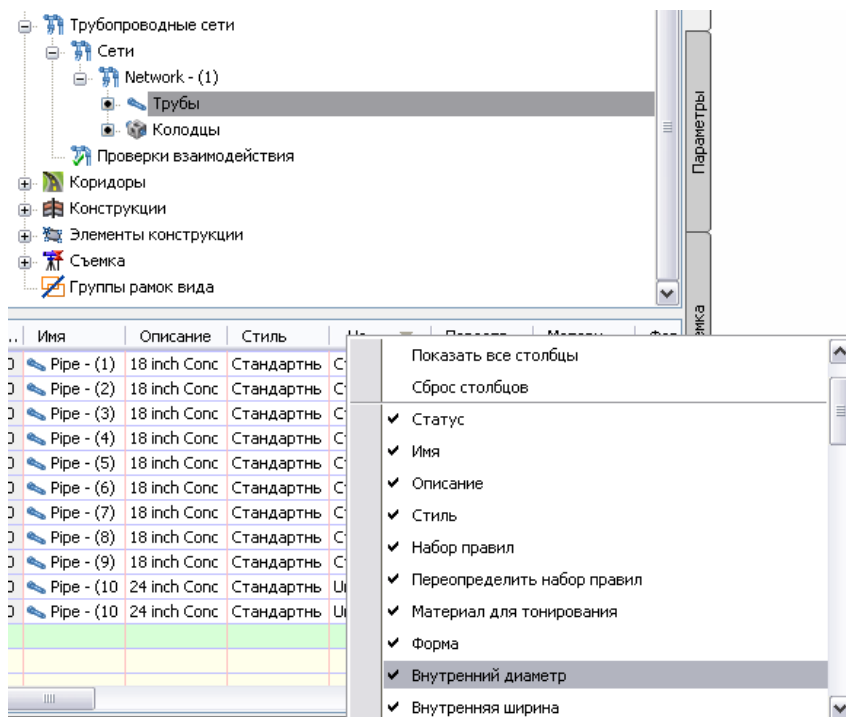 Трубопроводные сети
Сети
Network - (1)
Трубы
Колодцы
Проверки взаимодействия
Коридоры
Конструкции
Элементы конструкции
Съемка
Группы рамок вида
Параметры
Имя Описание Стиль
Pipe - (1) 18 inch Conc Стандартнь
Pipe - (2) 18 inch Conc Стандартнь
Pipe - (3) 18 inch Conc Стандартнь
Pipe - (4) 18 inch Conc Стандартнь
Pipe - (5) 18 inch Conc Стандартнь
Pipe - (6) 18 inch Conc Стандартнь
Pipe - (7) 18 inch Conc Стандартнь
Pipe - (8) 18 inch Conc Стандартнь
Pipe - (9) 18 inch Conc Стандартнь
Pipe - (10 24 inch Conc Стандартнь
Pipe - (10 24 inch Conc Стандартнь
Показать все столбцы
Сброс столбцов
Статус
Имя
Описание
Стиль
Набор правил
Переопределить набор правил
Материал для тонирования
Форма
Внутренний диаметр
Внутренняя ширина